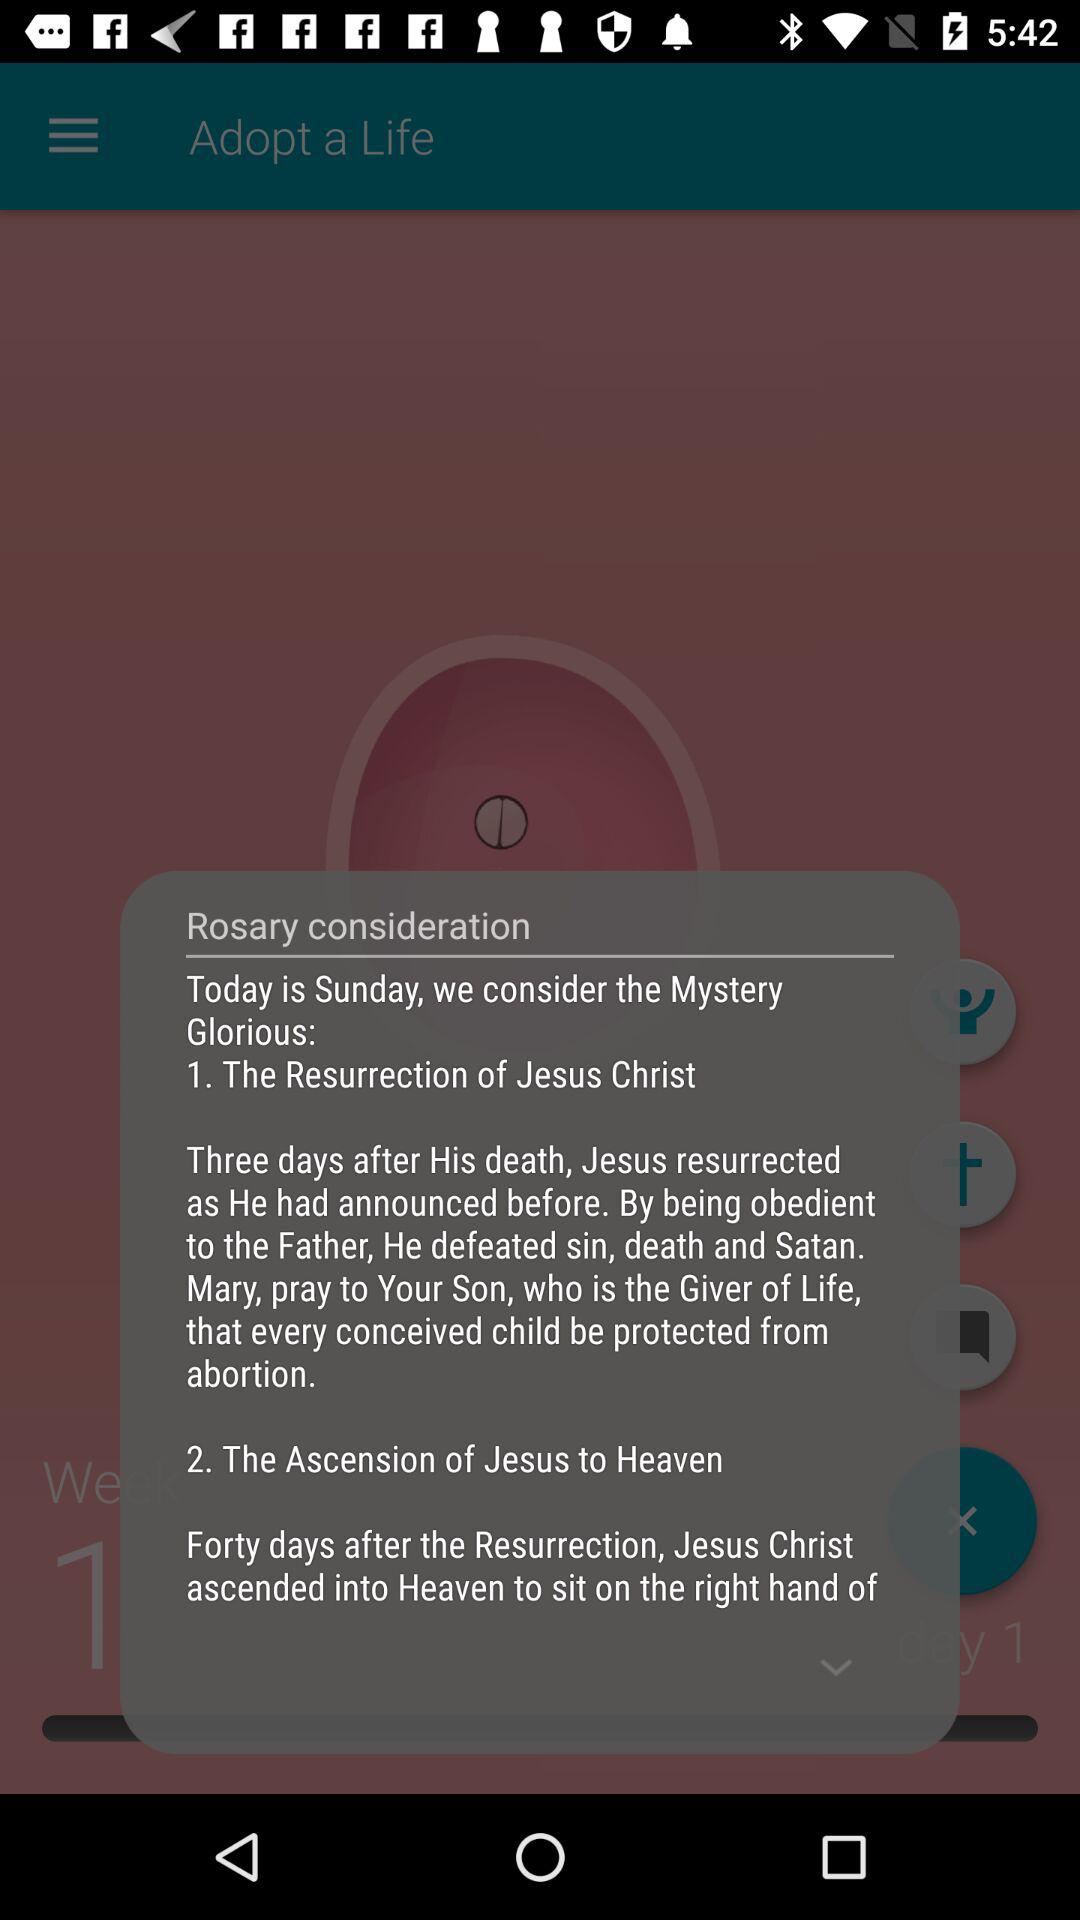 5:42
Adopt a Life
Rosary consideration
Today is Sunday, we consider the Mystery
Glorious:
1. The Resurrection of Jesus Christ
Three days after His death, Jesus resurrected
as He had announced before. By being obedient
to the Father, He defeated sin, death and Satan.
Mary, pray to Your Son, who is the Giver of Life,
that every conceived child be protected from
abortion.
2. The Ascension of Jesus to Heaven
Forty days after the Resurrection, Jesus Christ
ascended into Heaven to sit on the right hand of
Week
1
day 1